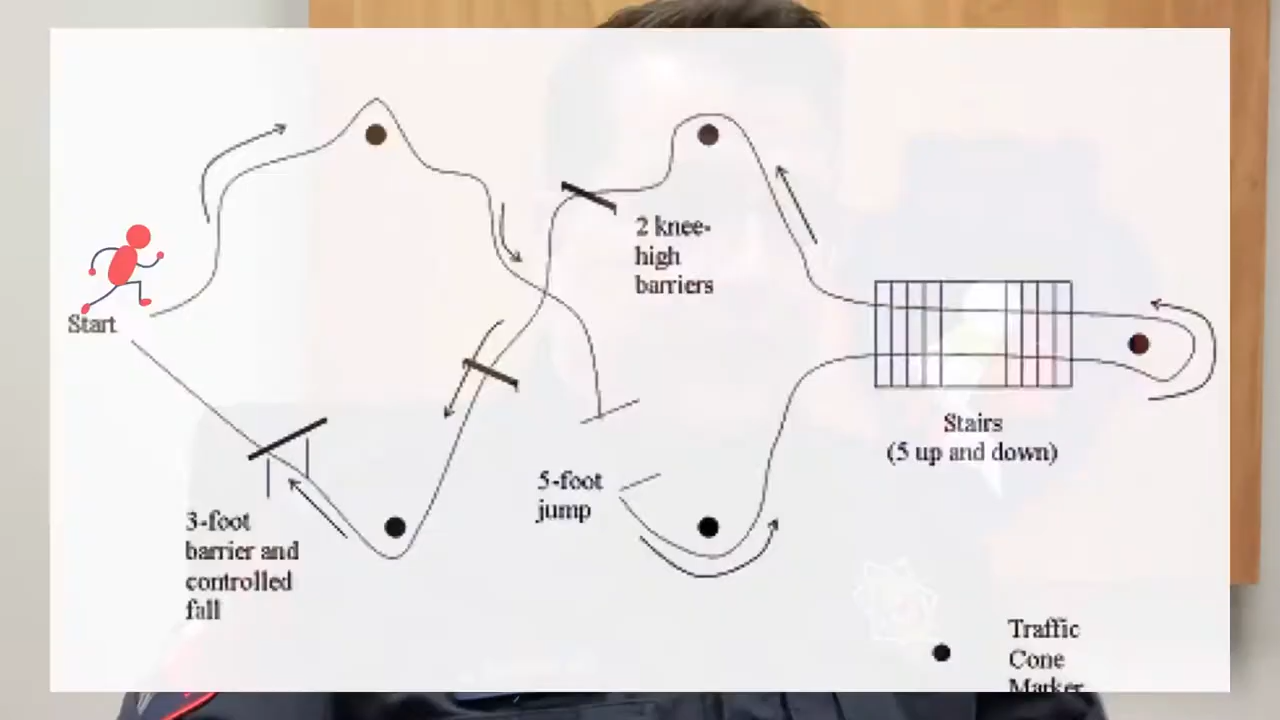 2 knee-
high
barriers
Start
Stairs
(5 up and down)
5-foot
jump
3-foot
barrier and
controlled
fall
Traffic
Cone
Marker